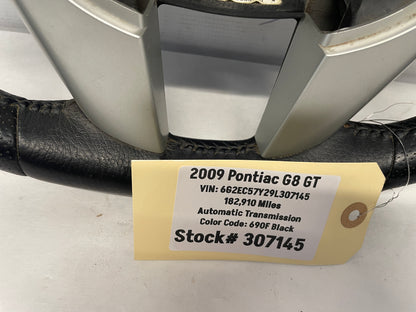 2009 Pontiac G8 GT
VIN: 6G2EC57Y29L307145
182,910 Miles
Automatic Transmission
Color Code: 690F Black
Stock# 307145